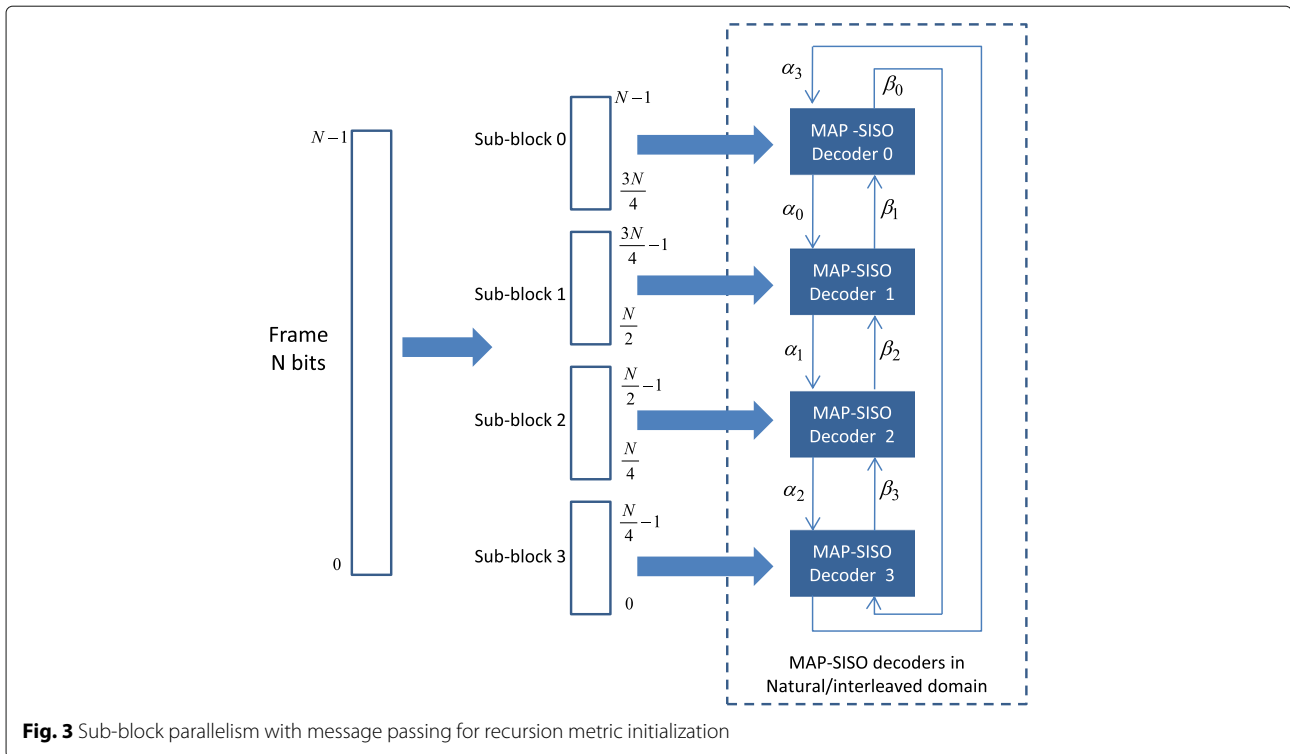 N−1
0
Frame
N bits
Sub-block 0
N−1
3N/4
Sub-block 1
3N/4 −1
N/2
Sub-block 2
N/2 −1
N/4
Sub-block 3
N/4 −1
0
α3
β0
MAP -SISO
Decoder 0
α0
β1
MAP-SISO
Decoder 1
α1
β2
MAP-SISO
Decoder 2
α2
β3
MAP-SISO
Decoder 3
MAP-SISO decoders in
Natural/interleaved domain
Fig. 3 Sub-block parallelism with message passing for recursion metric initialization